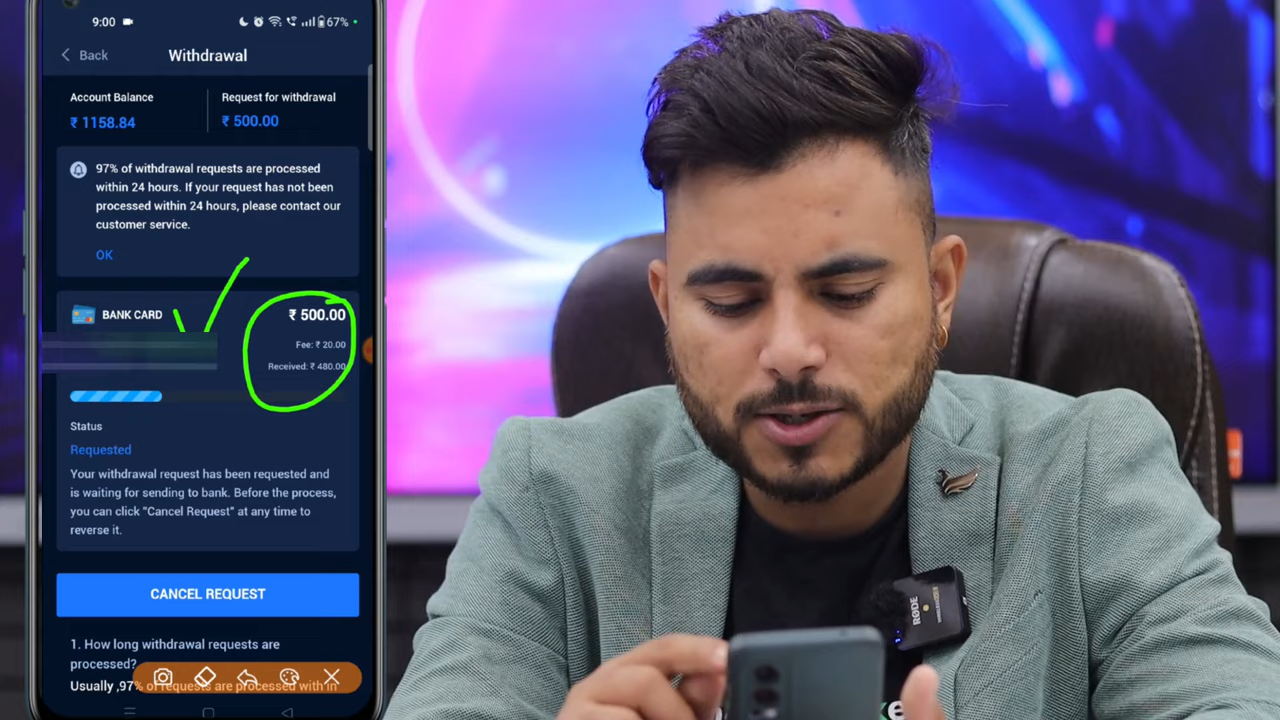 9:00
67%
Back
Withdrawal
Account Balance
Request for withdrawal
₹ 1158.84
₹ 500.00
97% of withdrawal requests are processed
within 24 hours. If your request has not been
processed within 24 hours, please contact our
customer service.
OK
BANK CARD
₹ 500.00
Fee: ₹ 20.00
Received: ₹ 480.00
Status
Requested
Your withdrawal request has been requested and
is waiting for sending to bank. Before the process,
you can click "Cancel Request" at any time to
reverse it.
CANCEL REQUEST
1. How long withdrawal requests are
processed?
Usually ,97% of requests are processed with in
RØDE